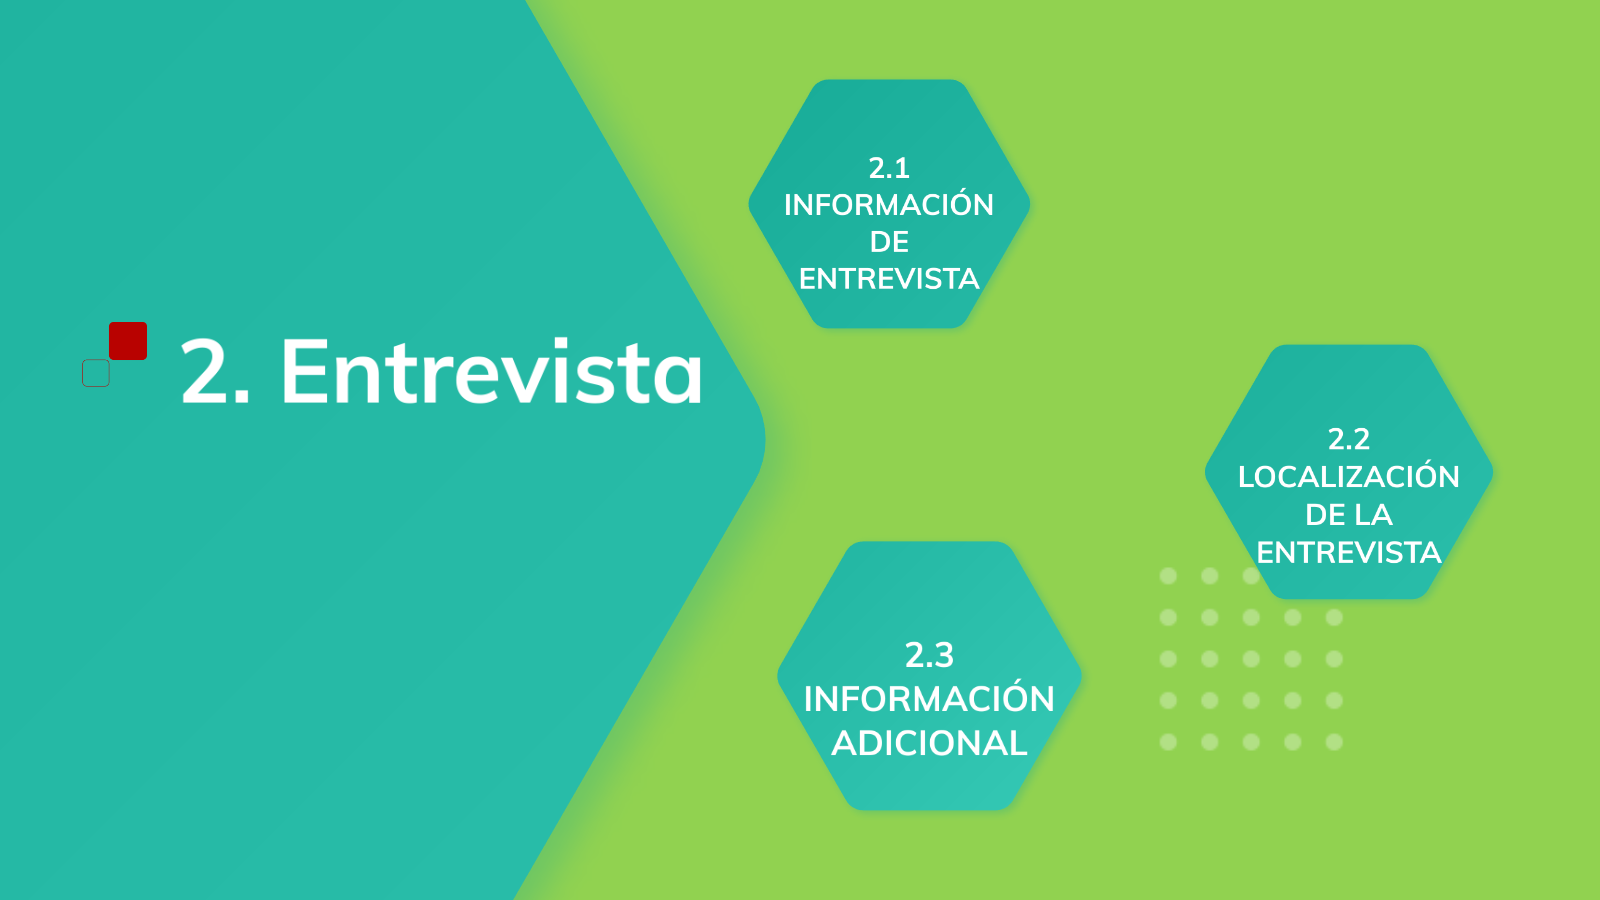 2. Entrevista
2.1
INFORMACIÓN
DE
ENTREVISTA
2.2
LOCALIZACIÓN
DE LA
ENTREVISTA
2.3
INFORMACIÓN
ADICIONAL